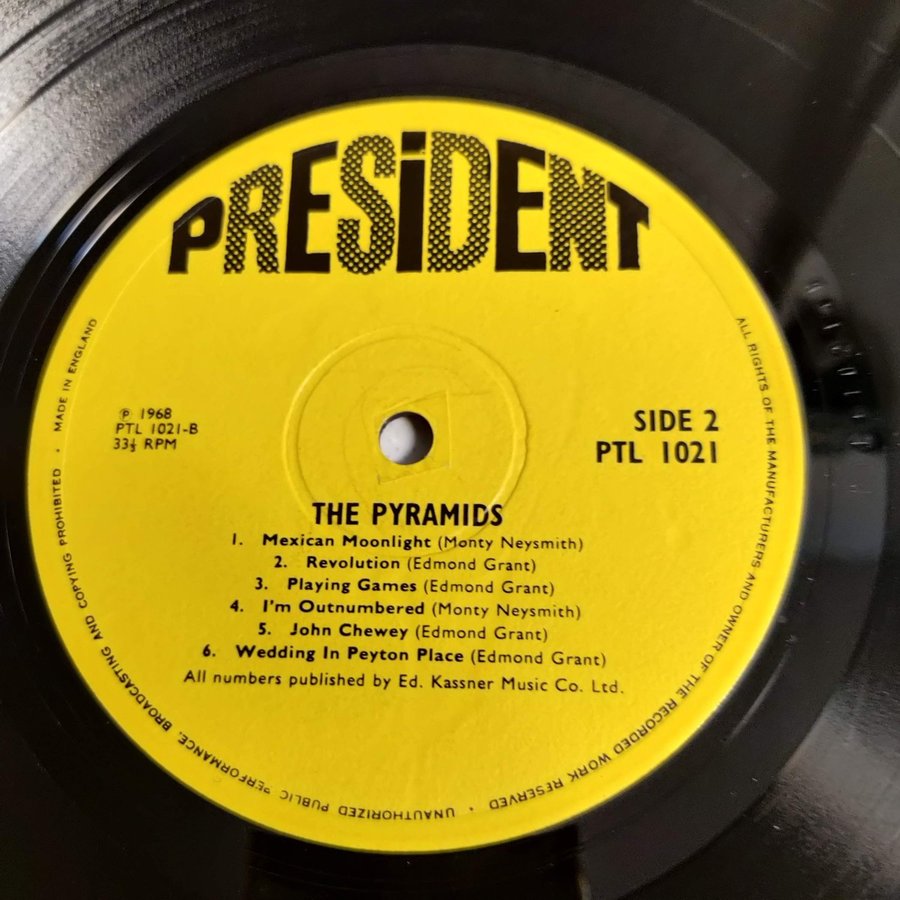 PRESiDENT
℗ 1968
PTL 1021-B
33⅓ RPM
SIDE 2
PTL 1021
THE PYRAMIDS
1. Mexican Moonlight (Monty Neysmith)
2. Revolution (Edmond Grant)
3. Playing Games (Edmond Grant)
4. I'm Outnumbered (Monty Neysmith)
5. John Chewey (Edmond Grant)
6. Wedding In Peyton Place (Edmond Grant)
All numbers published by Ed. Kassner Music Co. Ltd.
ALL RIGHTS OF THE MANUFACTURERS AND OWNER OF THE RECORDED WORK RESERVED · UNAUTHORIZED PUBLIC PERFORMANCE, BROADCASTING AND COPYING PROHIBITED · MADE IN ENGLAND